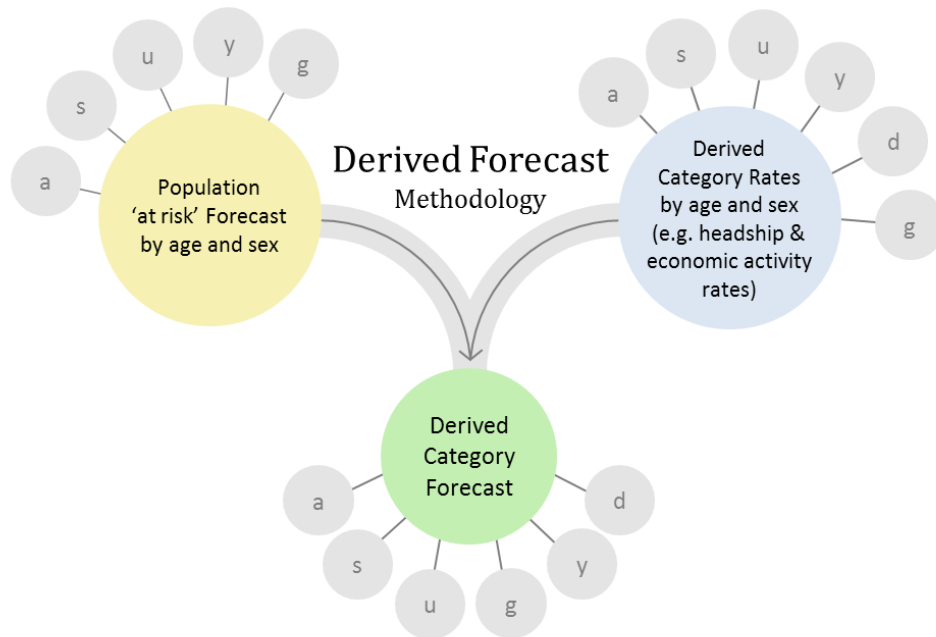 Derived Forecast
Methodology
a
s
u
y
g
Population
‘at risk’ Forecast
by age and sex
a
s
u
y
d
g
Derived
Category Rates
by age and sex
(e.g. headship &
economic activity
rates)
Derived
Category
Forecast
a
s
u
g
y
d